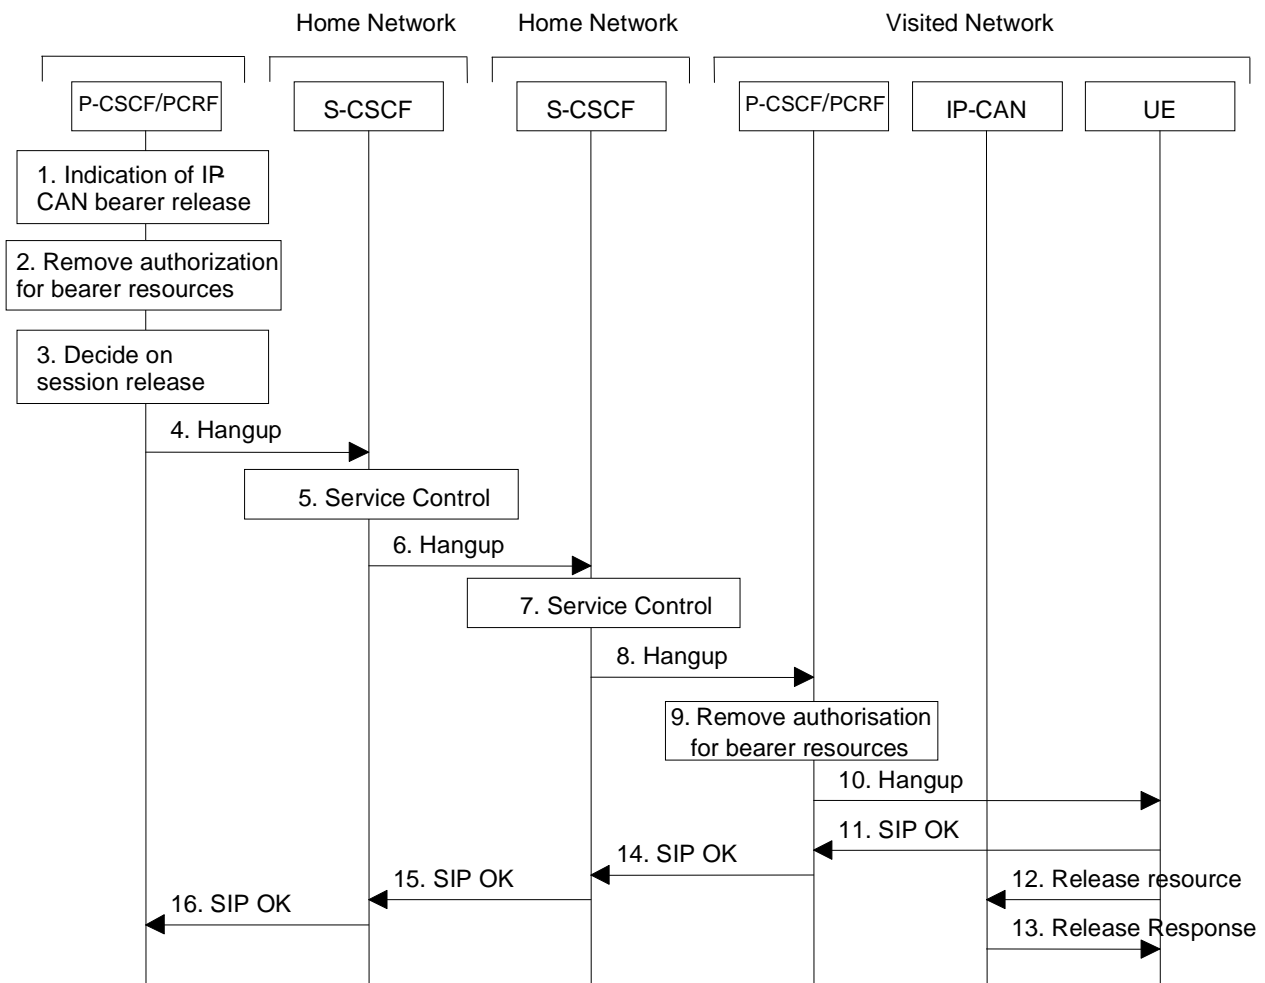 Home Network
Home Network
Visited Network
P-CSCF/PCRF
S-CSCF
S-CSCF
P-CSCF/PCRF
IP-CAN
UE
1. Indication of IP-
CAN bearer release
2. Remove authorization
for bearer resources
3. Decide on
session release
4. Hangup
5. Service Control
6. Hangup
7. Service Control
8. Hangup
9. Remove authorisation
for bearer resources
10. Hangup
11. SIP OK
14. SIP OK
15. SIP OK
12. Release resource
16. SIP OK
13. Release Response